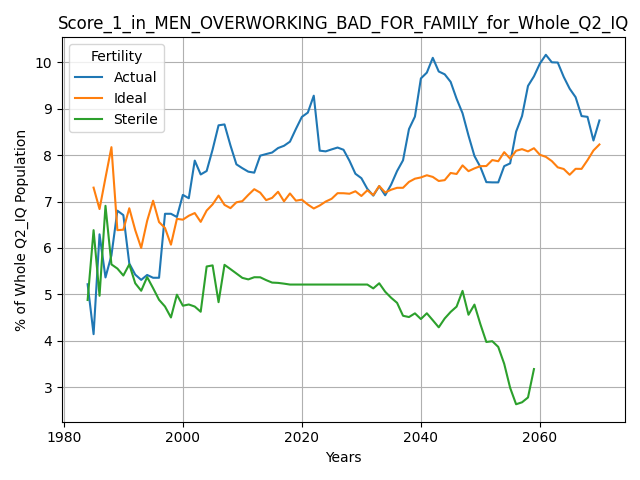 Score_1_in_MEN_OVERWORKING_BAD_FOR_FAMILY_for_Whole_Q2_IQ
Fertility
Actual
Ideal
Sterile
% of Whole Q2_IQ Population
10
9
8
7
6
5
4
3
1980
2000
2020
2040
2060
Years